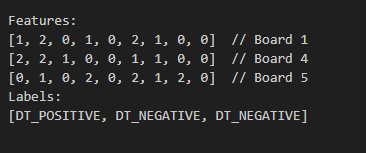 Features:
[1, 2, 0, 1, 0, 2, 1, 0, 0]  // Board 1
[2, 2, 1, 0, 0, 1, 1, 0, 0]  // Board 4
[0, 1, 0, 2, 0, 2, 1, 2, 0]  // Board 5
Labels:
[DT_POSITIVE, DT_NEGATIVE, DT_NEGATIVE]